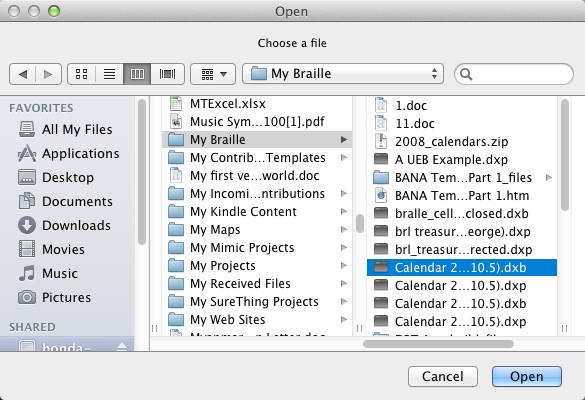 Open
Choose a file
My Braille
FAVORITES
All My Files
Applications
Desktop
Documents
Downloads
Movies
Music
Pictures
SHARED
honda-
MTExcel.xlsx
Music Sym...100[1].pdf
My Braille
My Contrib...Templates
My first ve...world.doc
My Incomi...ntributions
My Kindle Content
My Maps
My Mimic Projects
My Projects
My Received Files
My SureThing Projects
My Web Sites
1.doc
11.doc
2008_calendars.zip
A UEB Example.dxp
BANA Tem...Part 1_files
BANA Tem...Part 1.htm
bralle_cell...closed.dxb
brl treasur...eorge).dxp
brl_treasur...rected.dxp
Calendar 2...10.5).dxb
Calendar 2...10.5).dxp
Calendar 2...10.5).dxb
Calendar 2...10.5).dxp
Cancel
Open